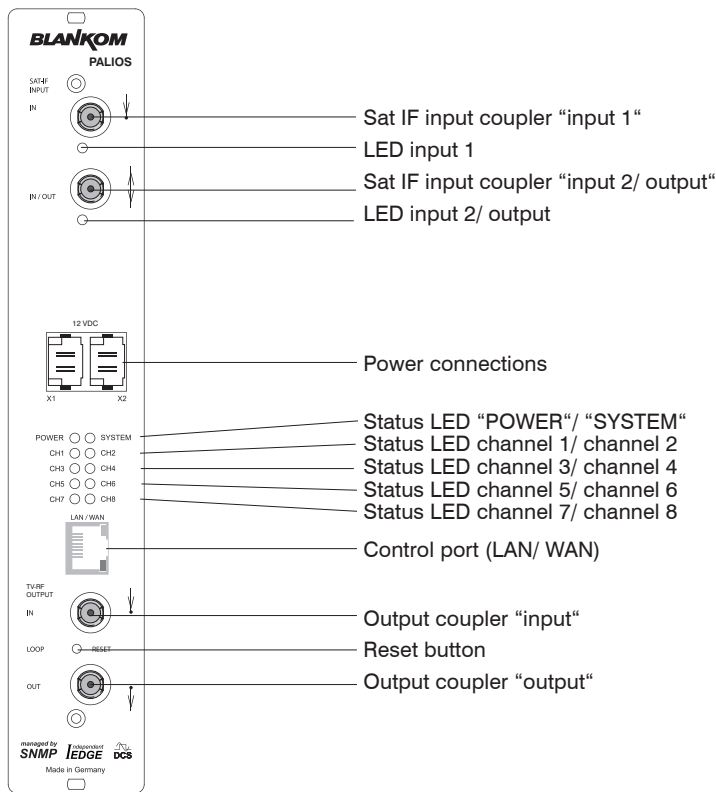 BLANKOM
PALIOS
SAT-IF
INPUT
IN
Sat IF input coupler “input 1“
LED input 1
Sat IF input coupler “input 2/ output“
IN / OUT
LED input 2/ output
12 VDC
Power connections
X1 X2
Status LED “POWER“/ “SYSTEM“
POWER SYSTEM
Status LED channel 1/ channel 2
CH1 CH2
Status LED channel 3/ channel 4
CH3 CH4
Status LED channel 5/ channel 6
CH5 CH6
Status LED channel 7/ channel 8
CH7 CH8
LAN / WAN
Control port (LAN/ WAN)
TV-RF
OUTPUT
IN
Output coupler “input“
LOOP RESET
Reset button
OUT
Output coupler “output“
managed by
SNMP
Independent
EDGE
DCS
Made in Germany